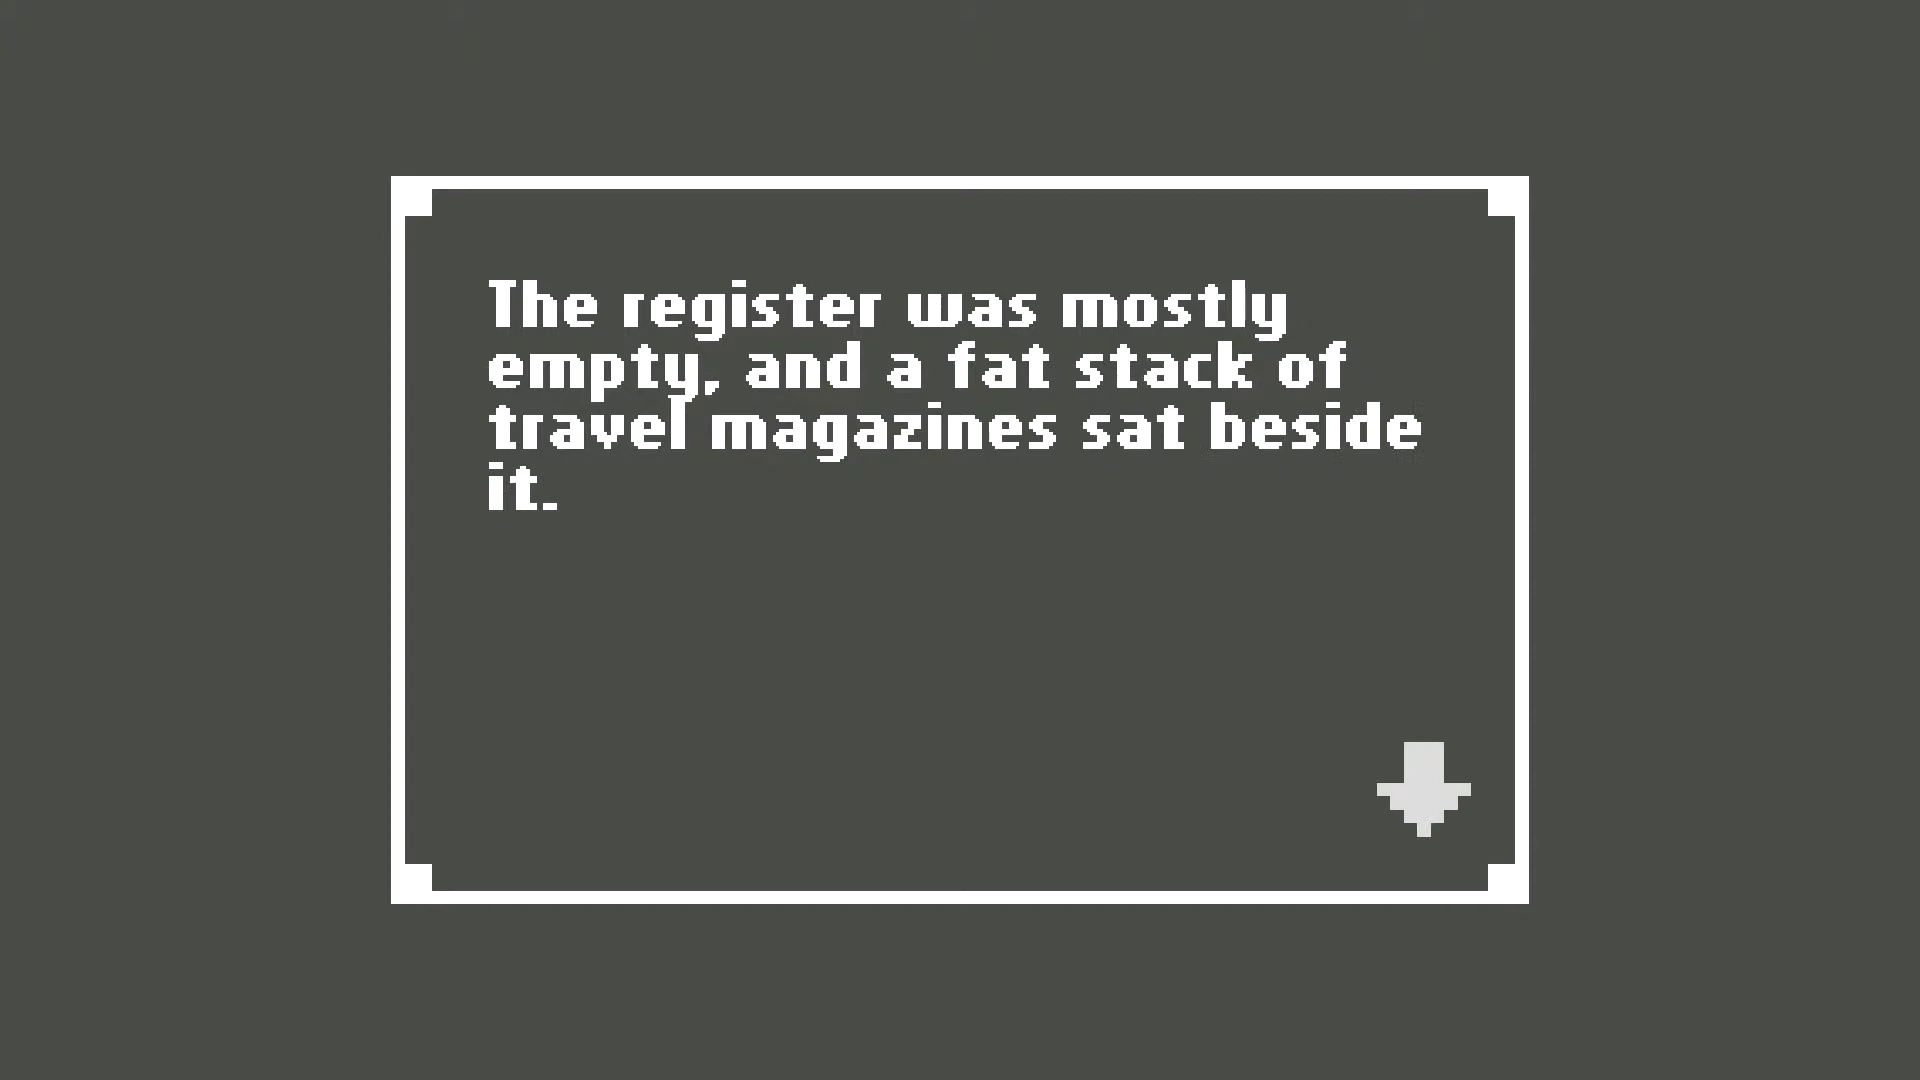 The register was mostly
empty, and a fat stack of
travel magazines sat beside
it.